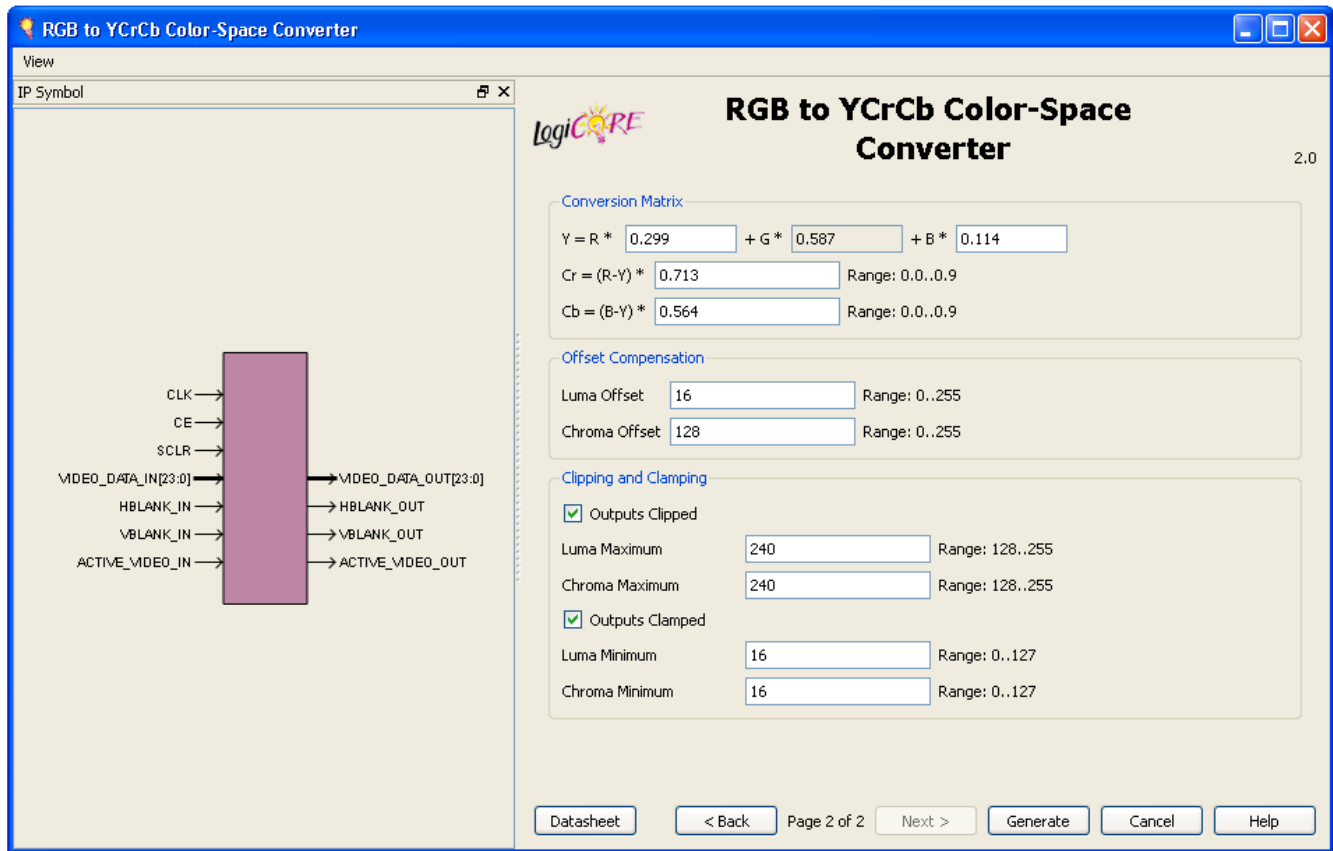 RGB to YCrCb Color-Space Converter
View
IP Symbol
CLK
CE
SCLR
VIDEO_DATA_IN[23:0]
HBLANK_IN
VBLANK_IN
ACTIVE_VIDEO_IN
VIDEO_DATA_OUT[23:0]
HBLANK_OUT
VBLANK_OUT
ACTIVE_VIDEO_OUT
LogiCORE
RGB to YCrCb Color-Space
Converter
2.0
Conversion Matrix
Y = R * 0.299 + G * 0.587 + B * 0.114
Cr = (R-Y) * 0.713 Range: 0.0..0.9
Cb = (B-Y) * 0.564 Range: 0.0..0.9
Offset Compensation
Luma Offset 16 Range: 0..255
Chroma Offset 128 Range: 0..255
Clipping and Clamping
Outputs Clipped
Luma Maximum 240 Range: 128..255
Chroma Maximum 240 Range: 128..255
Outputs Clamped
Luma Minimum 16 Range: 0..127
Chroma Minimum 16 Range: 0..127
Datasheet < Back Page 2 of 2 Next > Generate Cancel Help